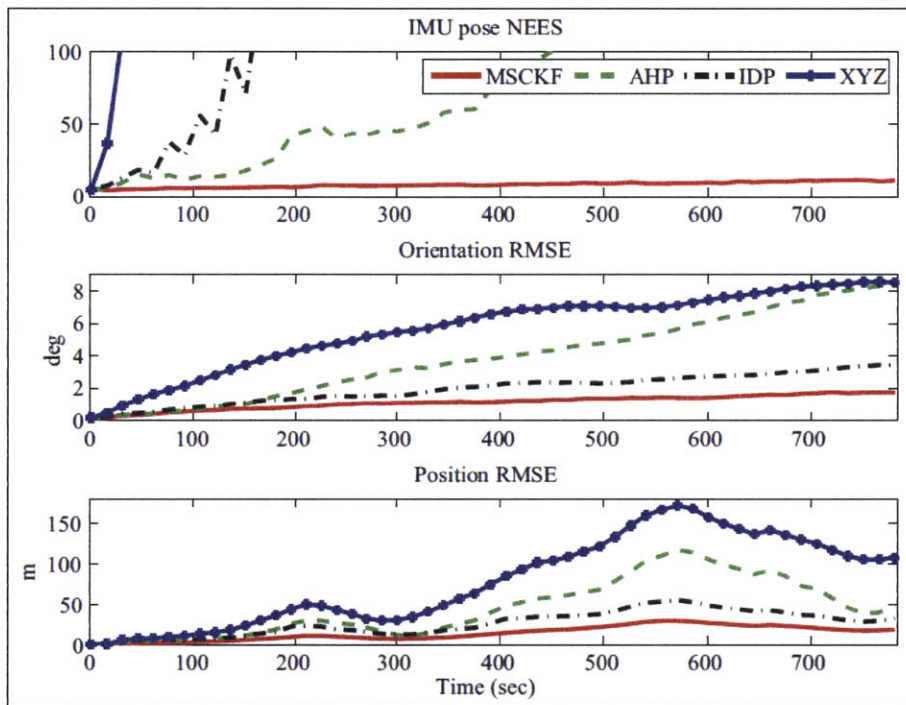 IMU pose NEES
100
50
0
MSCKF AHP IDP XYZ
0 100 200 300 400 500 600 700
Orientation RMSE
8
6
4
2
0
deg
0 100 200 300 400 500 600 700
Position RMSE
150
100
50
0
m
0 100 200 300 400 500 600 700
Time (sec)